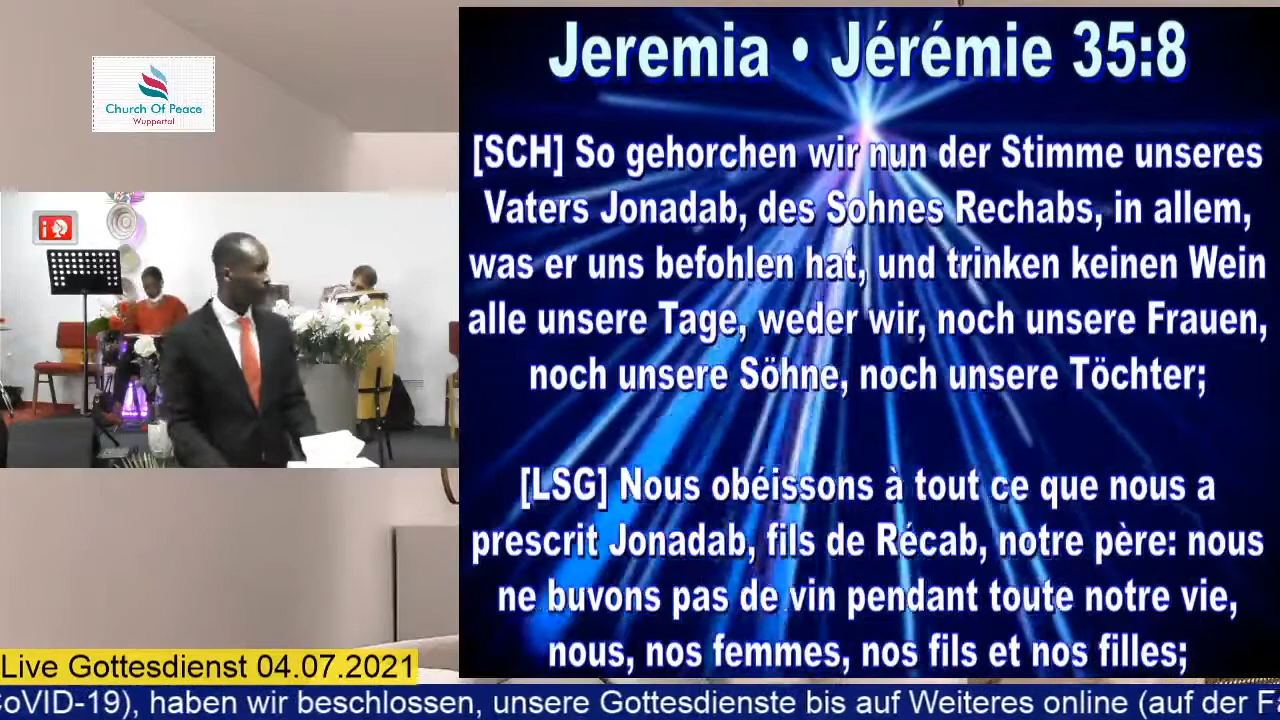 Church Of Peace
Wuppertal
Jeremia • Jérémie 35:8
[SCH] So gehorchen wir nun der Stimme unseres
Vaters Jonadab, des Sohnes Rechabs, in allem,
was er uns befohlen hat, und trinken keinen Wein
alle unsere Tage, weder wir, noch unsere Frauen,
noch unsere Söhne, noch unsere Töchter;
[LSG] Nous obéissons à tout ce que nous a
prescrit Jonadab, fils de Récab, notre père: nous
ne buvons pas de vin pendant toute notre vie,
nous, nos femmes, nos fils et nos filles;
Live Gottesdienst 04.07.2021
CoVID-19), haben wir beschlossen, unsere Gottesdienste bis auf Weiteres online (auf der Fa